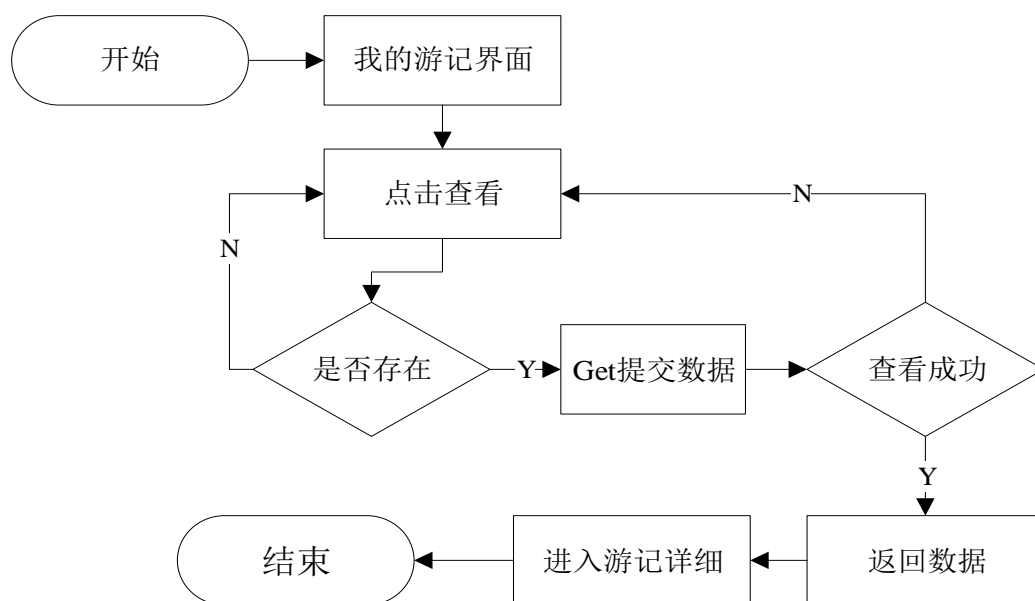 开始
我的游记界面
点击查看
N
N
是否存在
Y
Get提交数据
查看成功
Y
结束
进入游记详细
返回数据